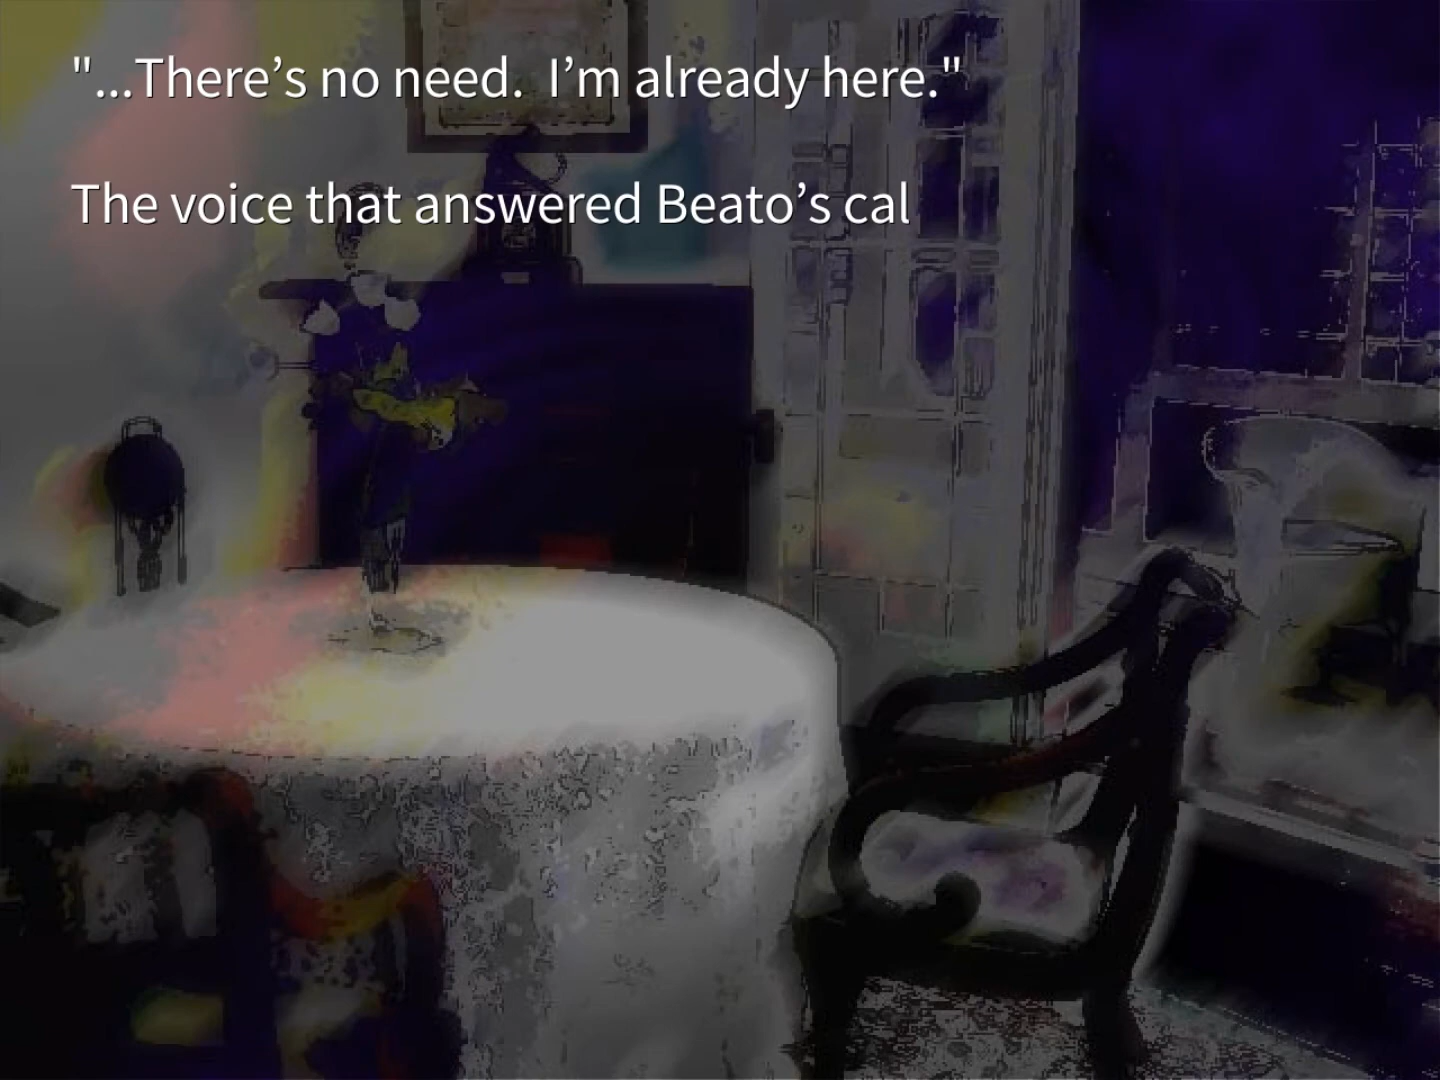 "...There’s no need.  I’m already here."
The voice that answered Beato’s cal